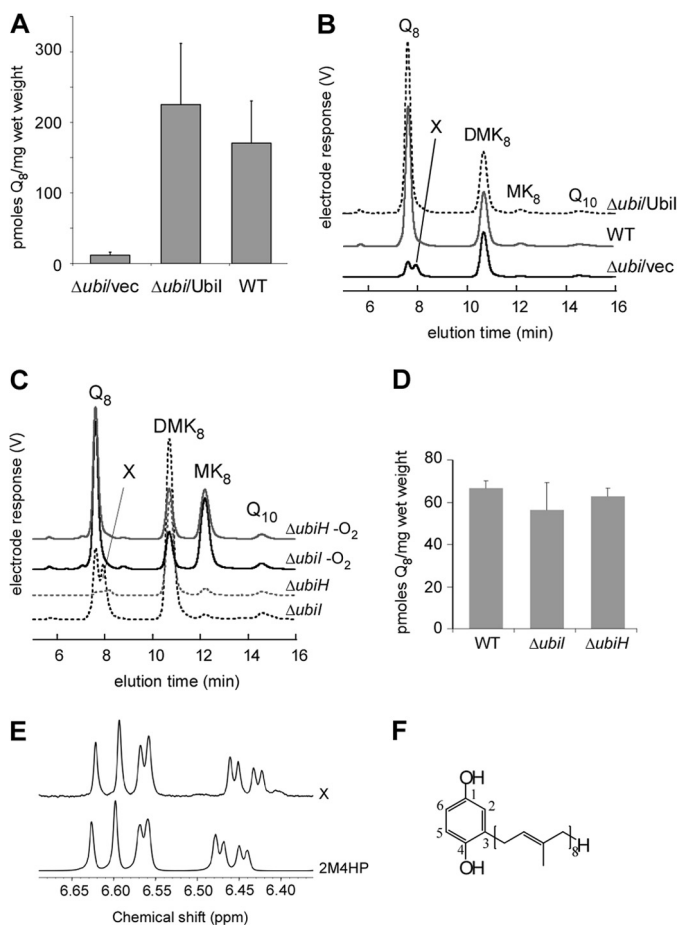 A
pmoles Q8/mg wet weight
300
200
100
0
Δubi/vec
Δubi/UbiI
WT
B
electrode response (V)
Q8
X
DMK8
MK8
Q10
Δubi/UbiI
WT
Δubi/vec
6 8 10 12 14 16
elution time (min)
C
electrode response (V)
Q8
X
DMK8
MK8
Q10
ΔubiH -O2
ΔubiI -O2
ΔubiH
ΔubiI
6 8 10 12 14 16
elution time (min)
D
pmoles Q8/mg wet weight
80
60
40
20
0
WT
ΔubiI
ΔubiH
E
X
2M4HP
6.65 6.60 6.55 6.50 6.45 6.40
Chemical shift (ppm)
F
OH
1
6
2
5
3
4
OH
[
]
8
H